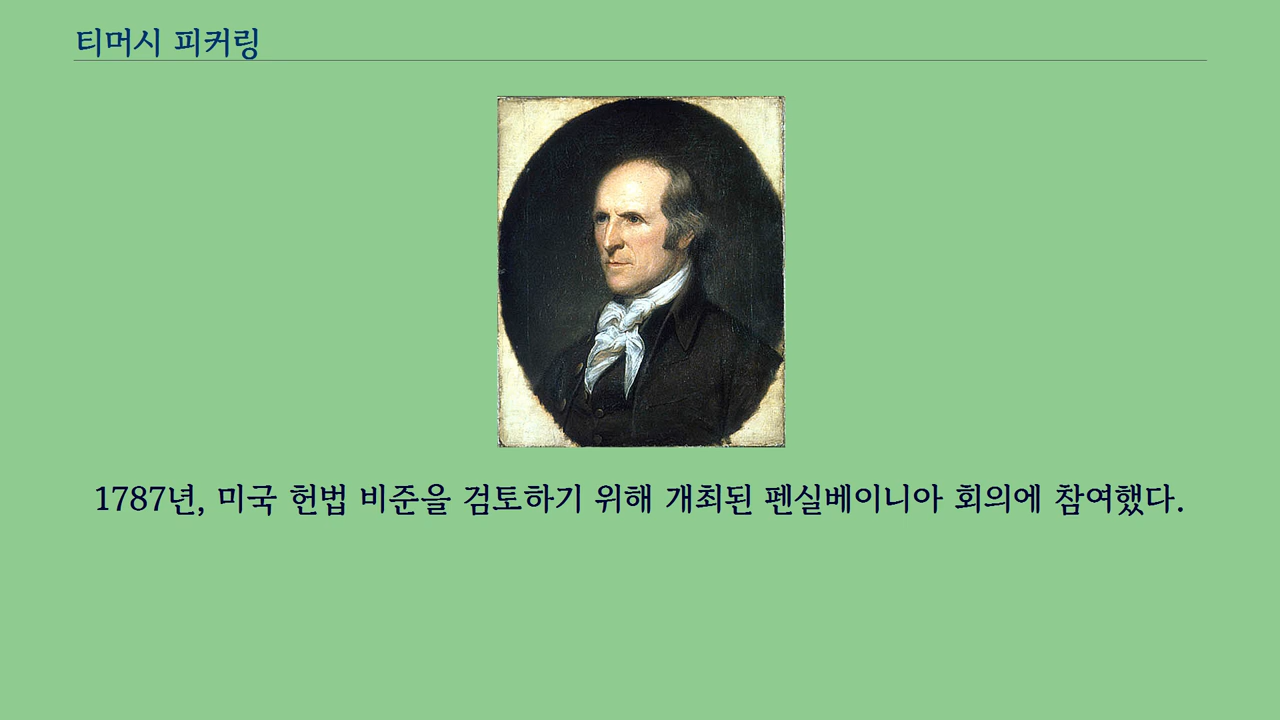 티머시 피커링
1787년, 미국 헌법 비준을 검토하기 위해 개최된 펜실베이니아 회의에 참여했다.